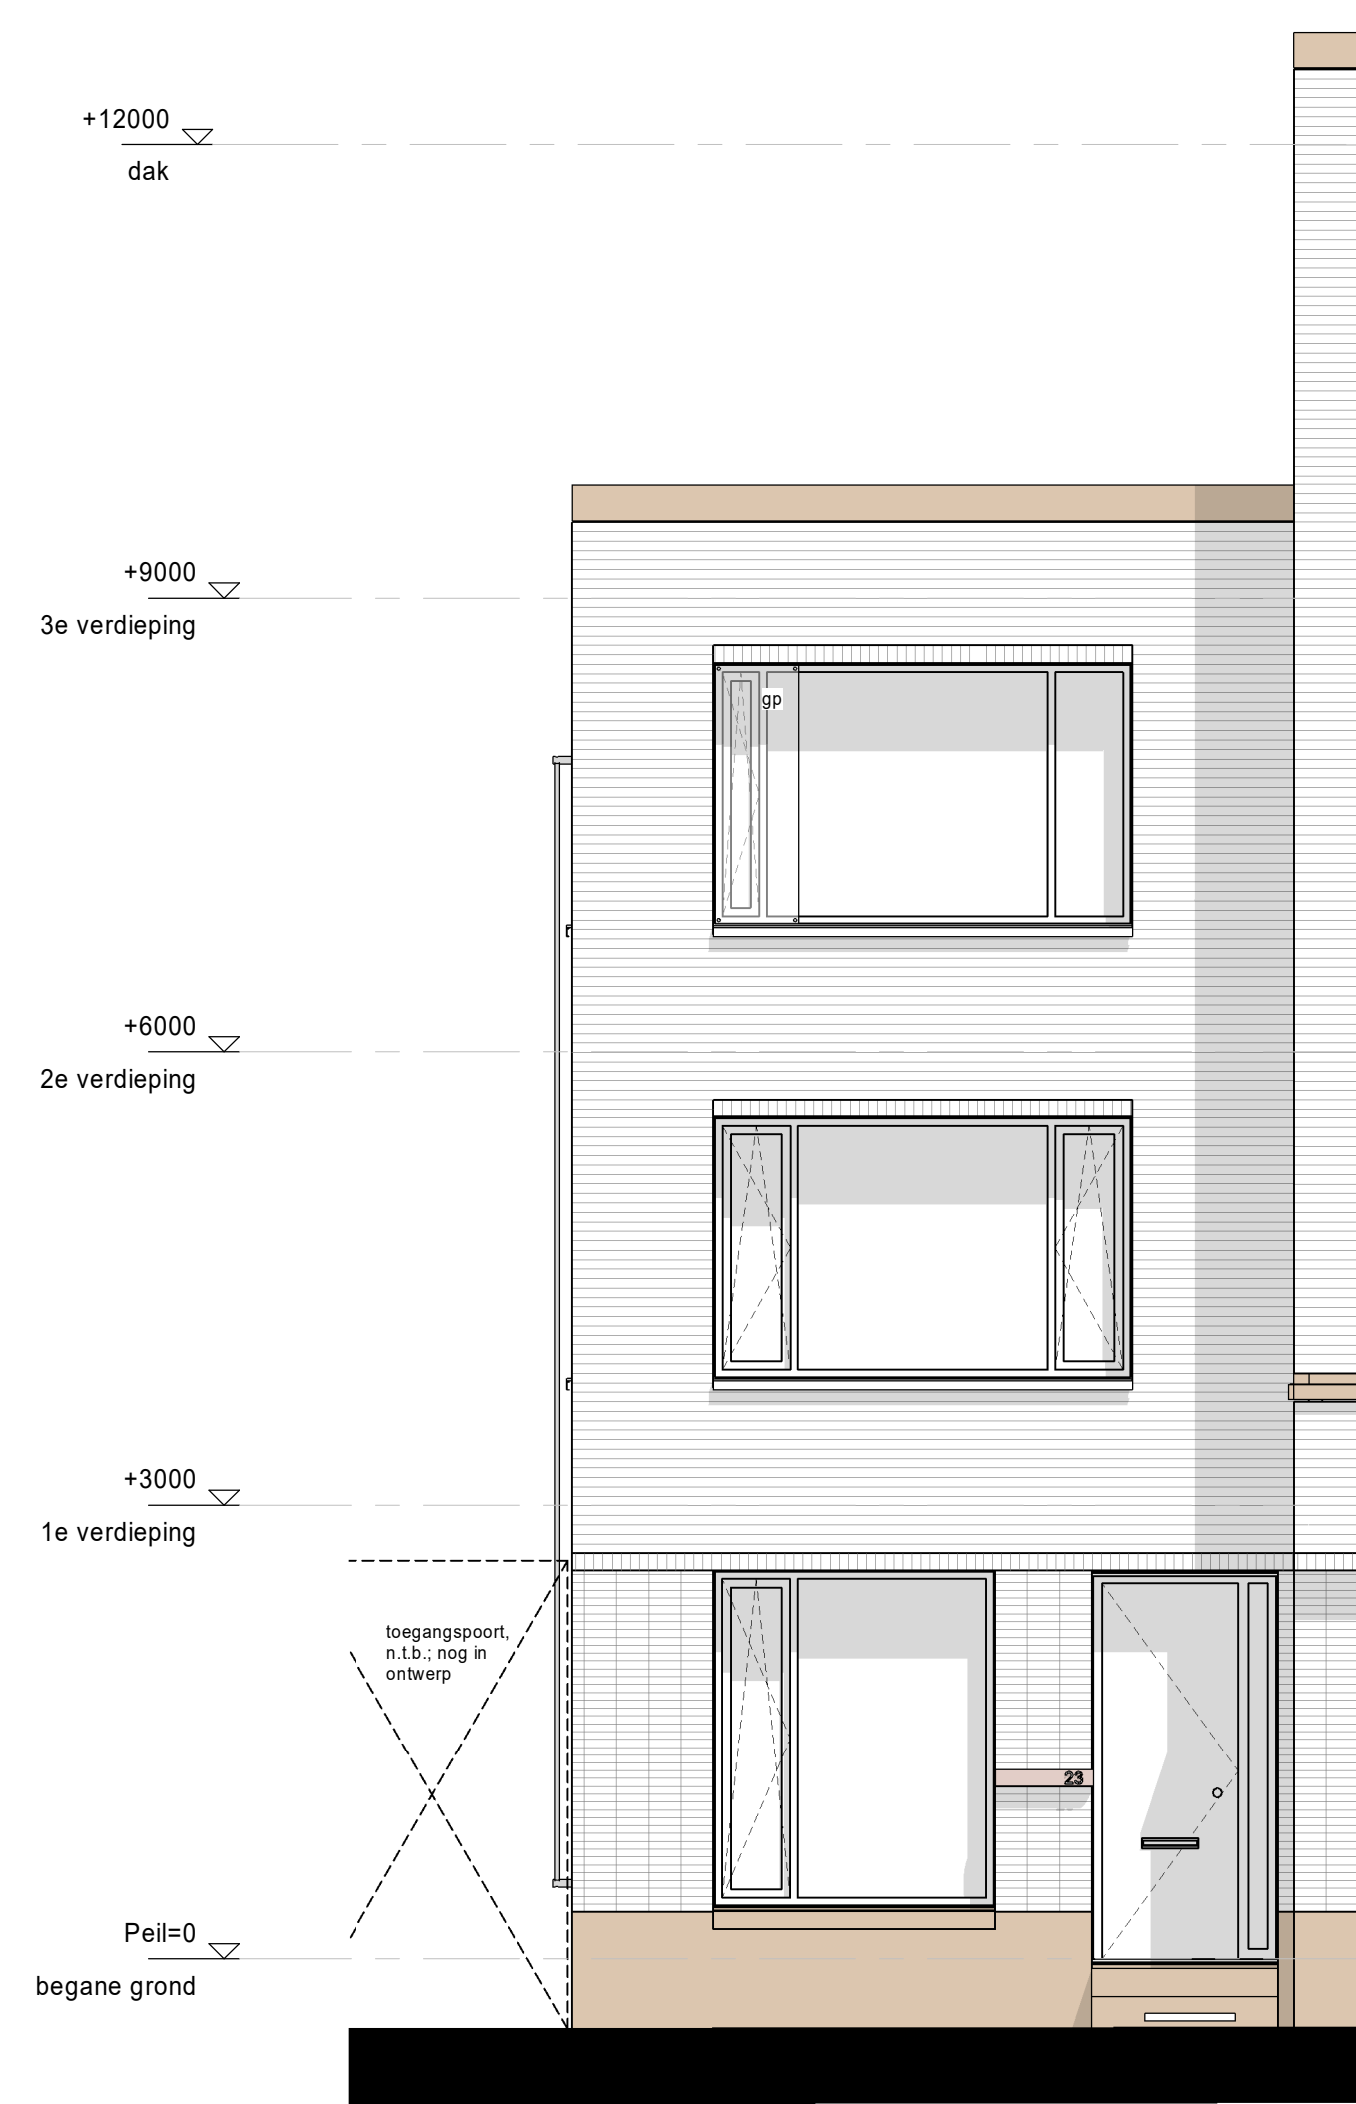 +12000
dak
+9000
3e verdieping
gp
+6000
2e verdieping
+3000
1e verdieping
toegangspoort,
n.t.b.; nog in
ontwerp
23
Peil=0
begane grond